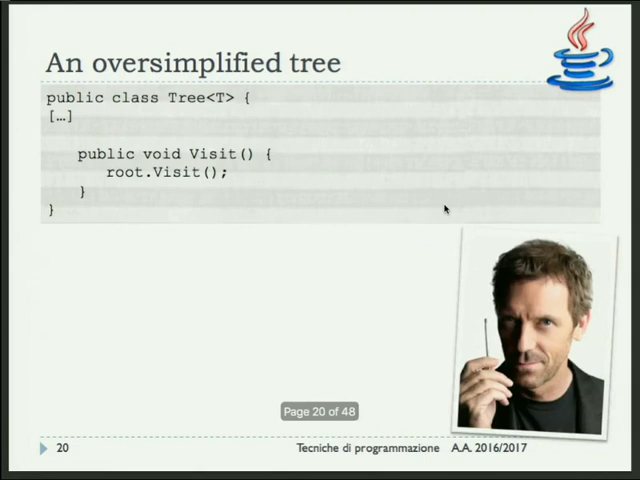 An oversimplified tree
public class Tree<T> {
[…]
public void Visit() {
root.Visit();
}
}
Page 20 of 48
20 Tecniche di programmazione A.A. 2016/2017